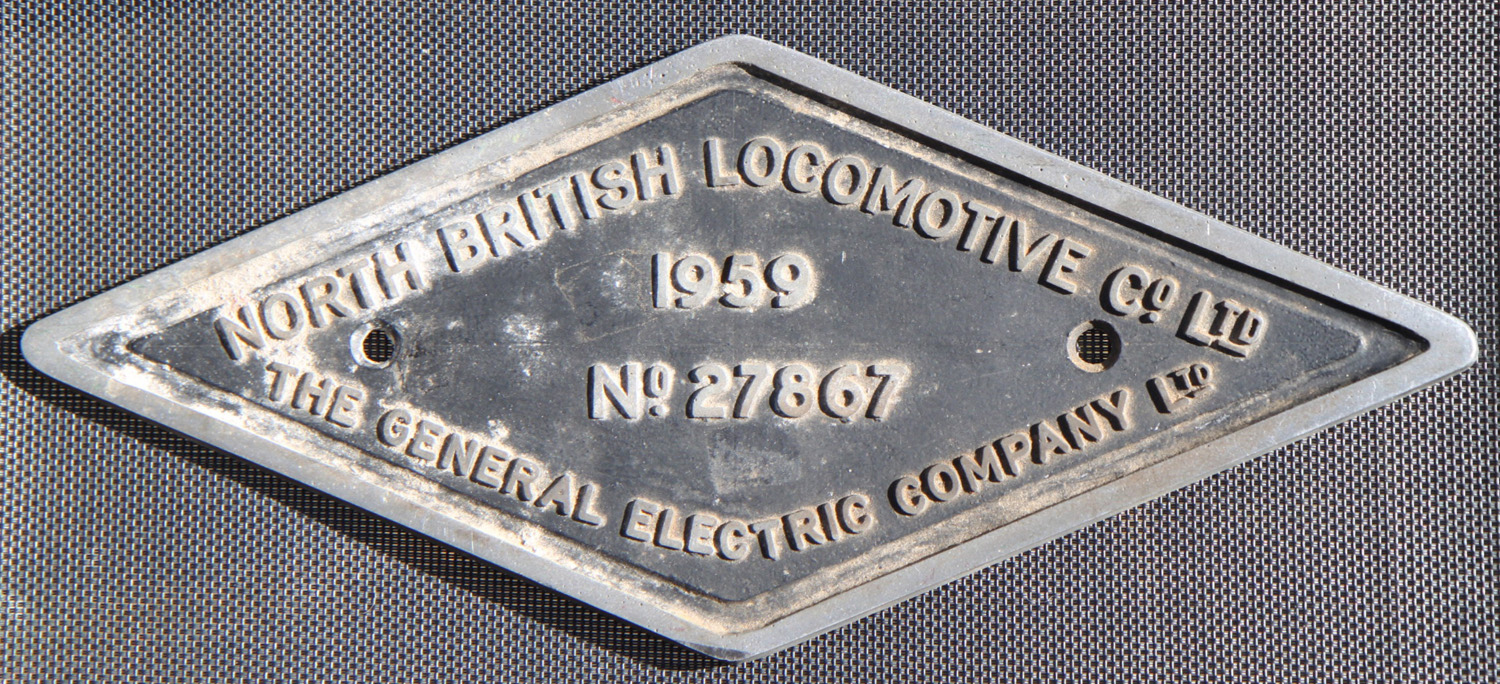 NORTH BRITISH LOCOMOTIVE Cº LTD
1959
Nº 27867
THE GENERAL ELECTRIC COMPANY LTD